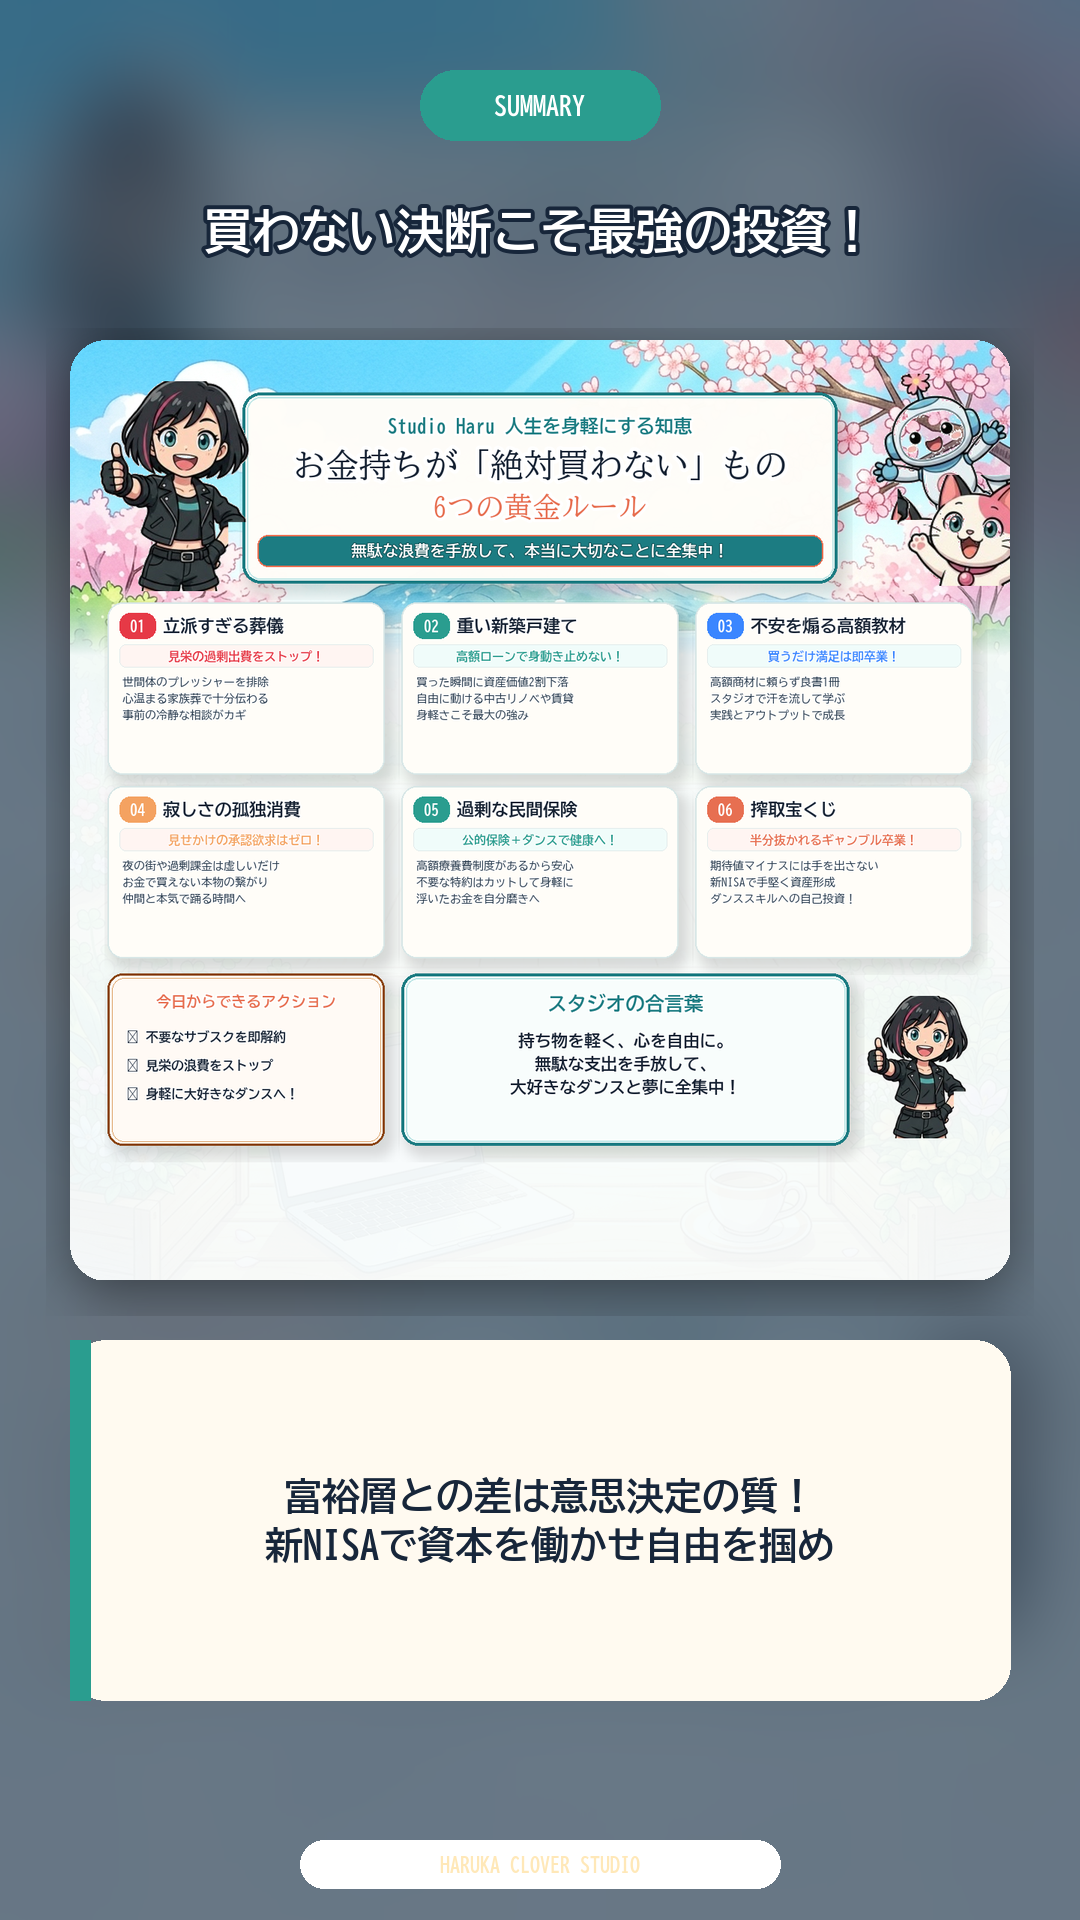 SUMMARY
買わない決断こそ最強の投資！
Studio Haru 人生を身軽にする知恵
お金持ちが「絶対買わない」もの
6つの黄金ルール
無駄な浪費を手放して、本当に大切なことに全集中！
01 立派すぎる葬儀
見栄の過剰出費をストップ！
世間体のプレッシャーを排除
心温まる家族葬で十分伝わる
事前の冷静な相談がカギ
02 重い新築戸建て
高額ローンで身動き止めない！
買った瞬間に資産価値2割下落
自由に動ける中古リノベや賃貸
身軽さこそ最大の強み
03 不安を煽る高額教材
買うだけ満足は即卒業！
高額商材に頼らず良書1冊
スタジオで汗を流して学ぶ
実践とアウトプットで成長
04 寂しさの孤独消費
見せかけの承認欲求はゼロ！
夜の街や過剰課金は虚しいだけ
お金で買えない本物の繋がり
仲間と本気で踊る時間へ
05 過剰な民間保険
公的保険＋ダンスで健康へ！
高額療養費制度があるから安心
不要な特約はカットして身軽に
浮いたお金を自分磨きへ
06 搾取宝くじ
半分抜かれるギャンブル卒業！
期待値マイナスには手を出さない
新NISAで手堅く資産形成
ダンススキルへの自己投資！
今日からできるアクション
不要なサブスクを即解約
見栄の浪費をストップ
身軽に大好きなダンスへ！
スタジオの合言葉
持ち物を軽く、心を自由に。
無駄な支出を手放して、
大好きなダンスと夢に全集中！
富裕層との差は意思決定の質！
新NISAで資本を働かせ自由を掴め
HARUKA CLOVER STUDIO